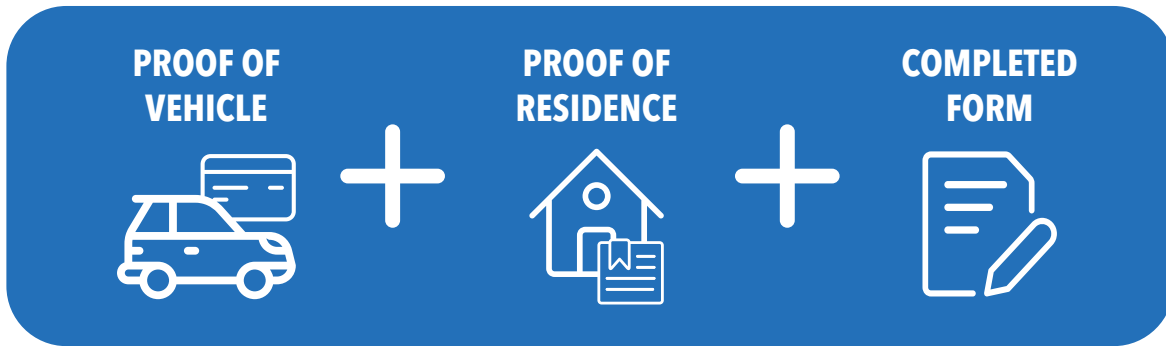 PROOF OF
VEHICLE
PROOF OF
RESIDENCE
COMPLETED
FORM